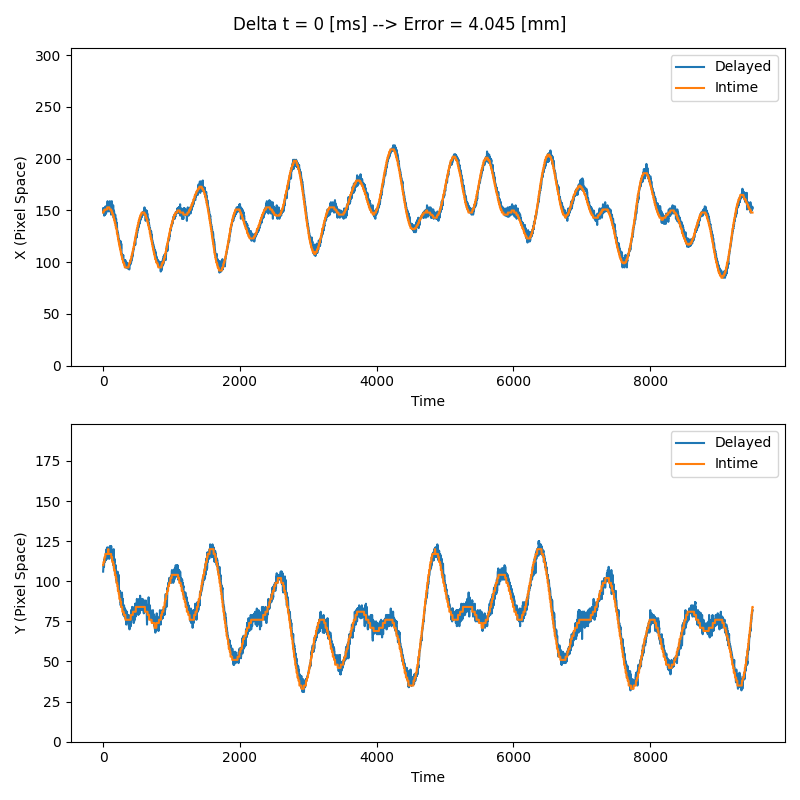 Delta t = 0 [ms] --> Error = 4.045 [mm]
300
250
200
150
100
50
0
X (Pixel Space)
Delayed
Intime
0
2000
4000
6000
8000
Time
175
150
125
100
75
50
25
0
Y (Pixel Space)
Delayed
Intime
0
2000
4000
6000
8000
Time